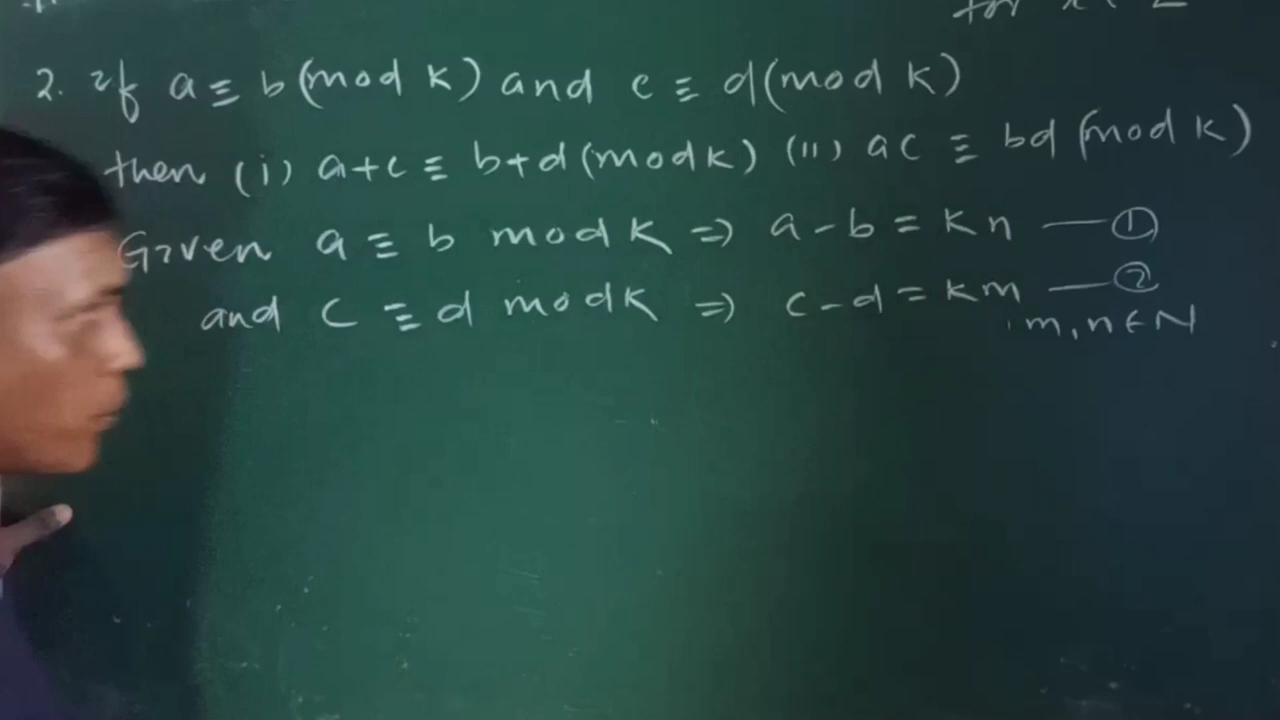 for x
2. If a ≡ b (mod k) and c ≡ d (mod k)
then (i) a+c ≡ b+d (mod k) (ii) ac ≡ bd (mod k)
Given a ≡ b mod k ⇒ a - b = kn — ①
and c ≡ d mod k ⇒ c - d = km — ②
m, n ∈ N